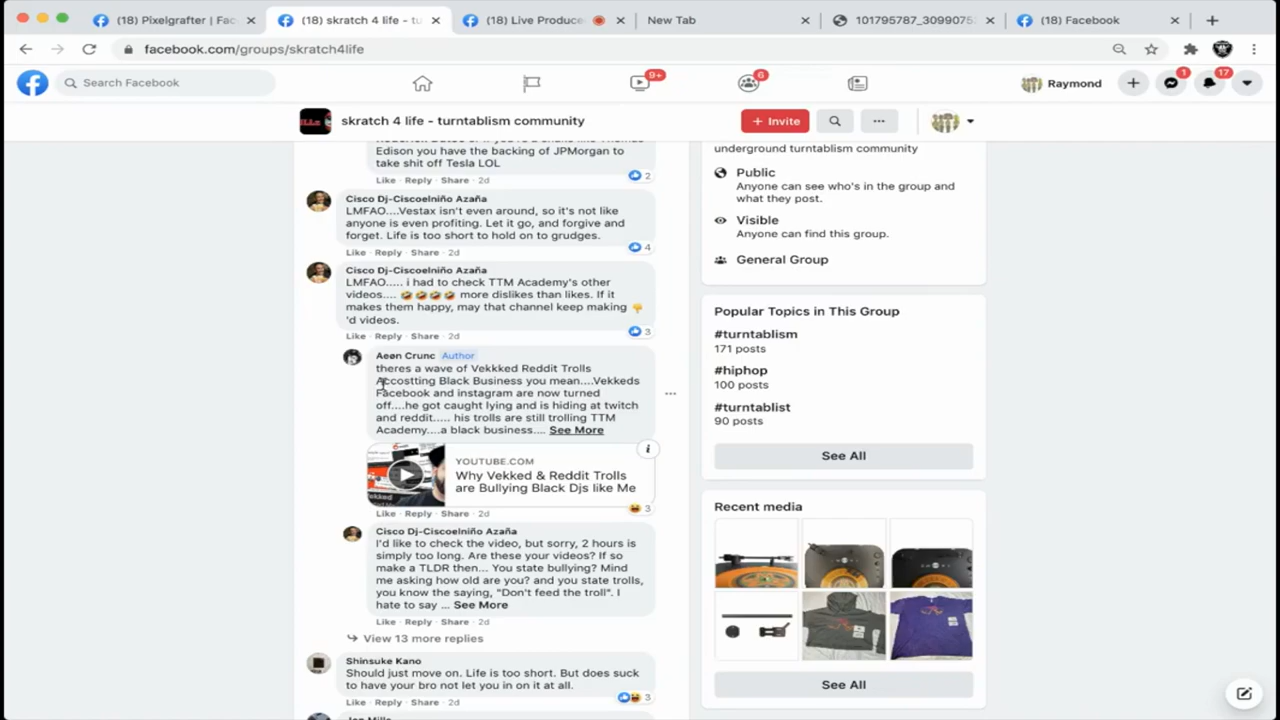 (18) Pixelgrafter | Fac
(18) skratch 4 life - tu
(18) Live Produce
New Tab
101795787_3099075
(18) Facebook
facebook.com/groups/skratch4life
Search Facebook
9+
6
Raymond
1
17
skratch 4 life - turntablism community
+ Invite
Edison you have the backing of JPMorgan to
take shit off Tesla LOL
Like · Reply · Share · 2d
2
Cisco Dj-Ciscoelniño Azaña
LMFAO....Vestax isn't even around, so it's not like
anyone is even profiting. Let it go, and forgive and
forget. Life is too short to hold on to grudges.
Like · Reply · Share · 2d
4
Cisco Dj-Ciscoelniño Azaña
LMFAO..... i had to check TTM Academy's other
videos.... 🤣🤣🤣🤣 more dislikes than likes. If it
makes them happy, may that channel keep making 👎
'd videos.
Like · Reply · Share · 2d
3
Aeøn Crunc Author
theres a wave of Vekkked Reddit Trolls
Accostting Black Business you mean....Vekkeds
Facebook and instagram are now turned
off....he got caught lying and is hiding at twitch
and reddit..... his trolls are still trolling TTM
Academy....a black business.... See More
YOUTUBE.COM
Why Vekked & Reddit Trolls
are Bullying Black Djs like Me
Like · Reply · Share · 2d
3
Cisco Dj-Ciscoelniño Azaña
I'd like to check the video, but sorry, 2 hours is
simply too long. Are these your videos? If so
make a TLDR then... You state bullying? Mind
me asking how old are you? and you state trolls,
you know the saying, "Don't feed the troll". I
hate to say ... See More
Like · Reply · Share · 2d
View 13 more replies
Shinsuke Kano
Should just move on. Life is too short. But does suck
to have your bro not let you in on it at all.
Like · Reply · Share · 2d
3
underground turntablism community
Public
Anyone can see who's in the group and
what they post.
Visible
Anyone can find this group.
General Group
Popular Topics in This Group
#turntablism
171 posts
#hiphop
100 posts
#turntablist
90 posts
See All
Recent media
See All